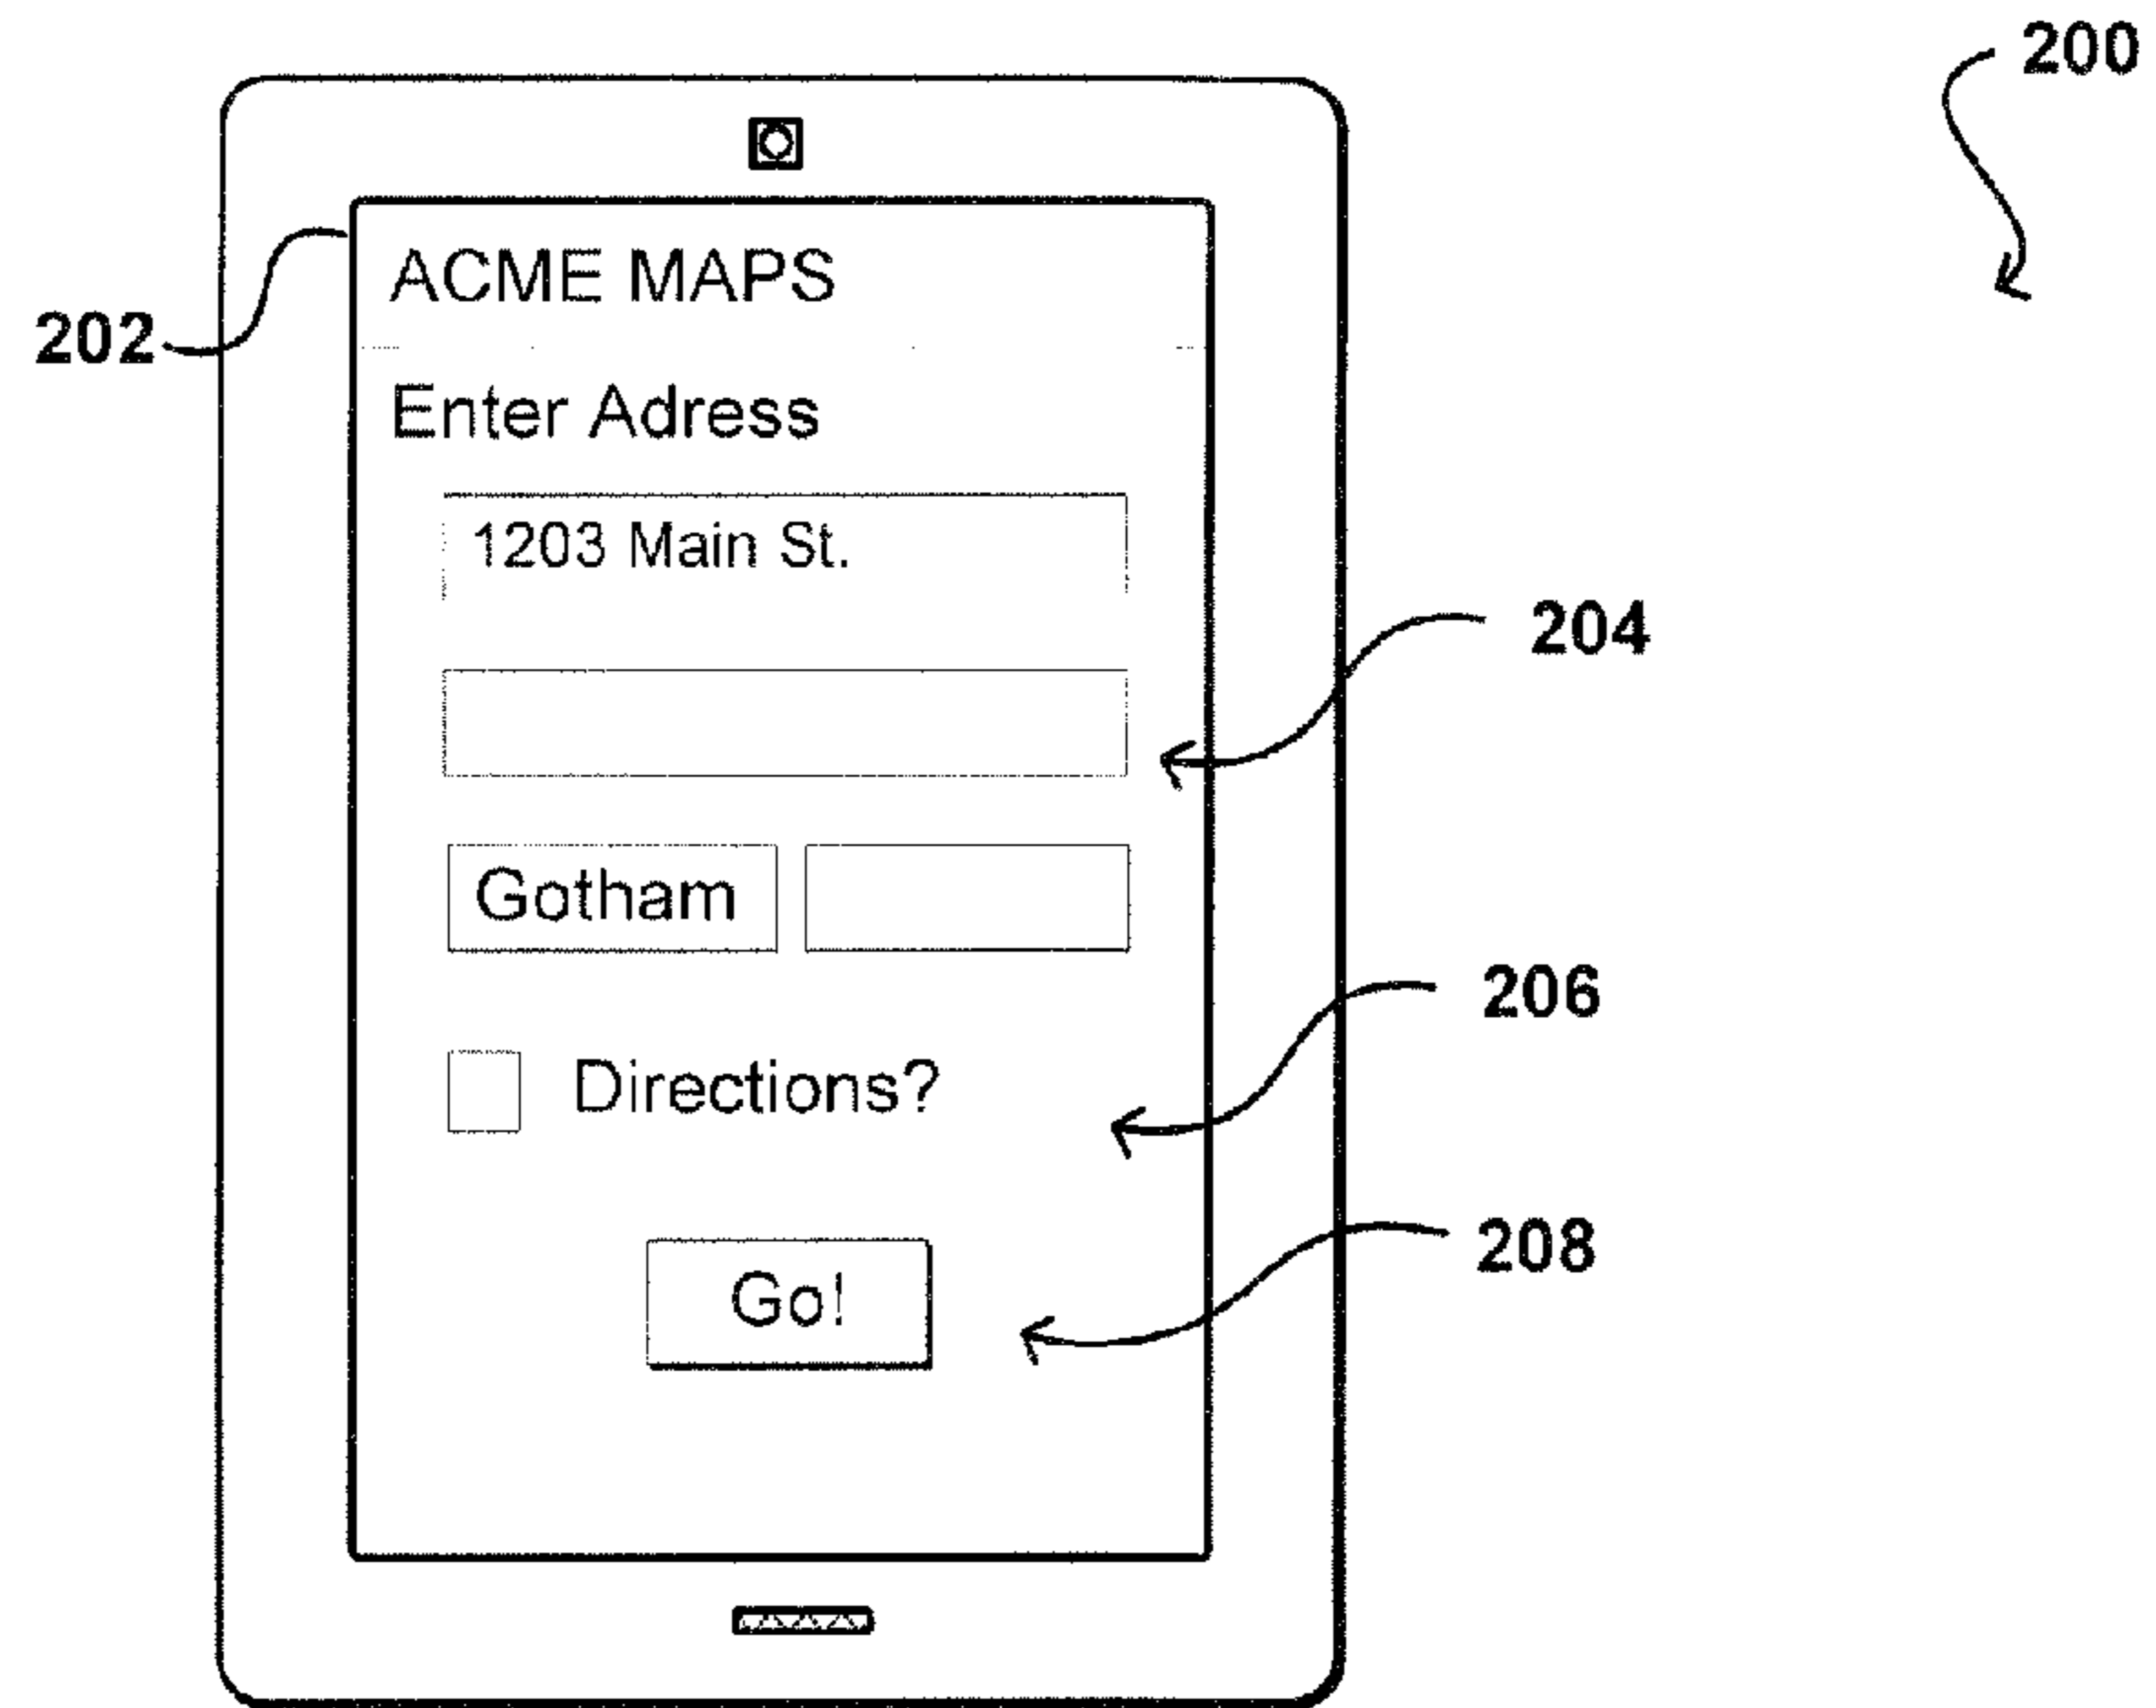 200
ACME MAPS
202
Enter Adress
1203 Main St.
204
Gotham
206
Directions?
208
Go!